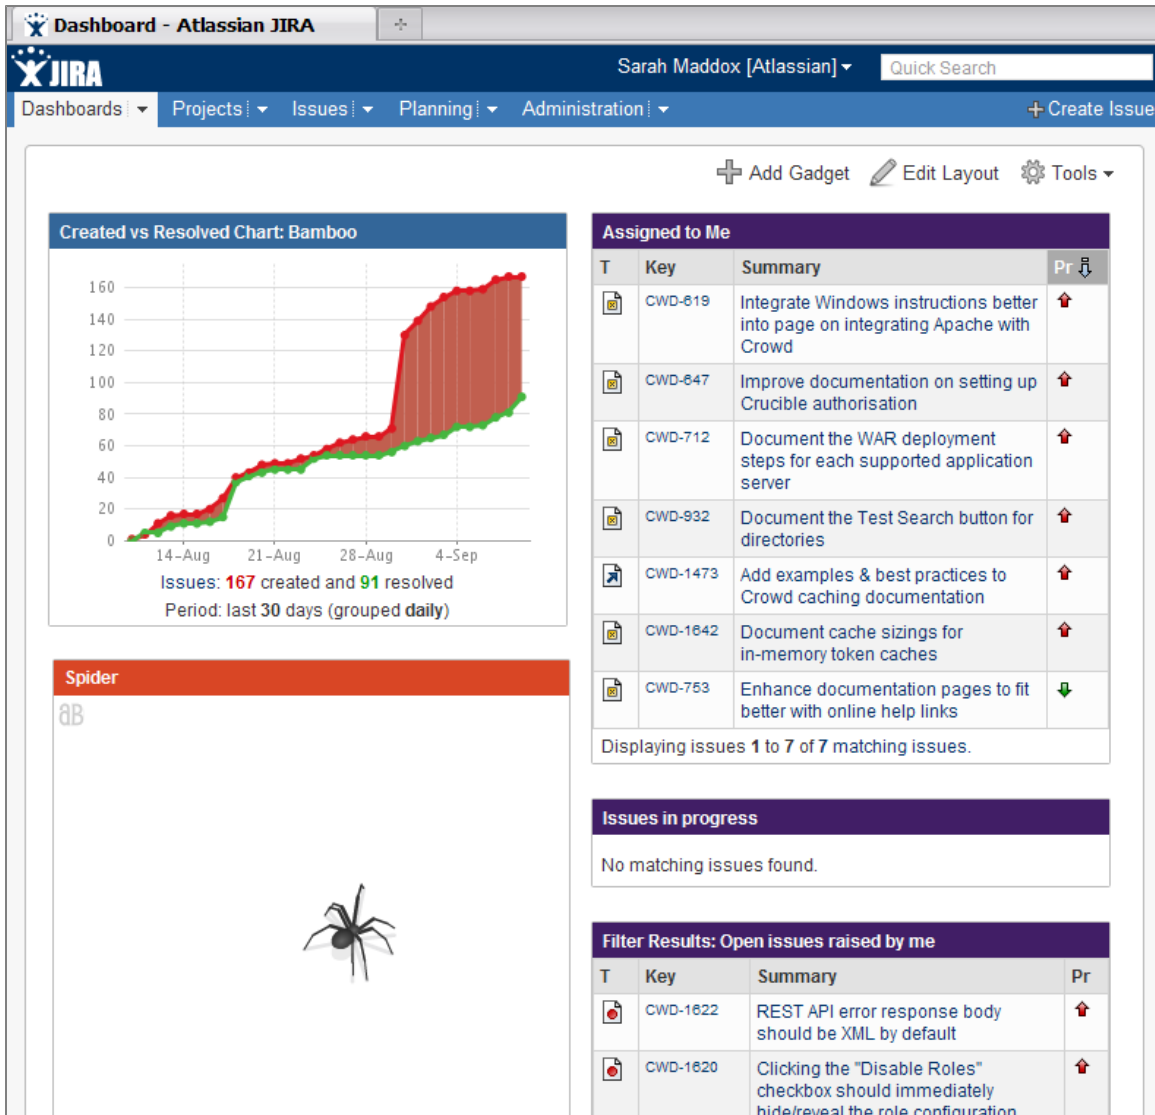 Dashboard - Atlassian JIRA
JIRA
Sarah Maddox [Atlassian]
Quick Search
Dashboards Projects Issues Planning Administration
Create Issue
Add Gadget Edit Layout Tools
Created vs Resolved Chart: Bamboo
160
140
120
100
80
60
40
20
0
14-Aug 21-Aug 28-Aug 4-Sep
Issues: 167 created and 91 resolved
Period: last 30 days (grouped daily)
Spider
aB
Assigned to Me
T Key Summary Pr
CWD-619 Integrate Windows instructions better
into page on integrating Apache with
Crowd
CWD-647 Improve documentation on setting up
Crucible authorisation
CWD-712 Document the WAR deployment
steps for each supported application
server
CWD-932 Document the Test Search button for
directories
CWD-1473 Add examples & best practices to
Crowd caching documentation
CWD-1642 Document cache sizings for
in-memory token caches
CWD-753 Enhance documentation pages to fit
better with online help links
Displaying issues 1 to 7 of 7 matching issues.
Issues in progress
No matching issues found.
Filter Results: Open issues raised by me
T Key Summary Pr
CWD-1622 REST API error response body
should be XML by default
CWD-1620 Clicking the "Disable Roles"
checkbox should immediately
hide/reveal the role configuration